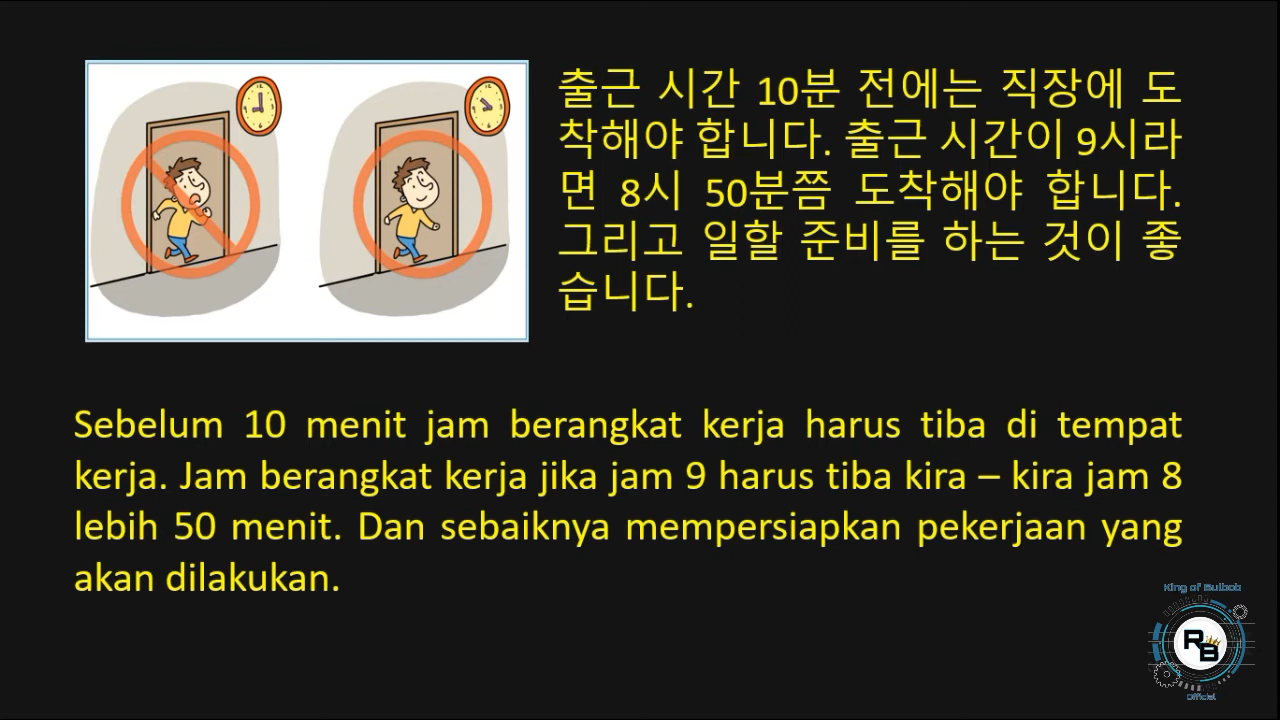 출근 시간 10분 전에는 직장에 도
착해야 합니다. 출근 시간이 9시라
면 8시 50분쯤 도착해야 합니다.
그리고 일할 준비를 하는 것이 좋
습니다.
Sebelum 10 menit jam berangkat kerja harus tiba di tempat
kerja. Jam berangkat kerja jika jam 9 harus tiba kira – kira jam 8
lebih 50 menit. Dan sebaiknya mempersiapkan pekerjaan yang
akan dilakukan.
King of Bulbob
RB
Official